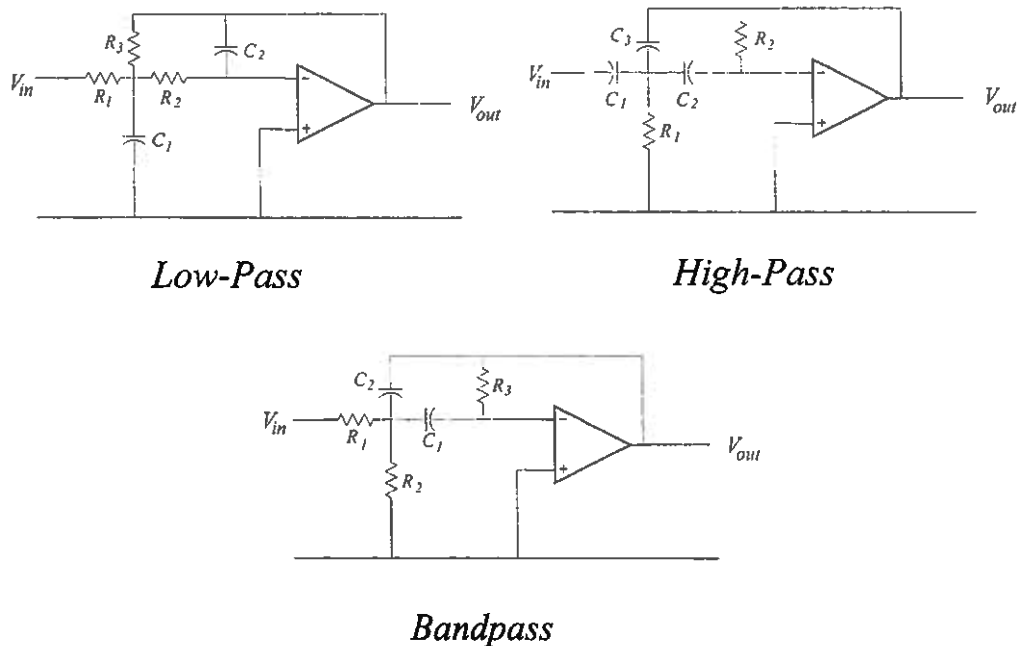 R3
C2
Vin
R1
R2
−
+
Vout
C1
Low-Pass
C3
R2
Vin
C1
C2
−
+
Vout
R1
High-Pass
C2
R3
Vin
R1
C1
−
+
Vout
R2
Bandpass